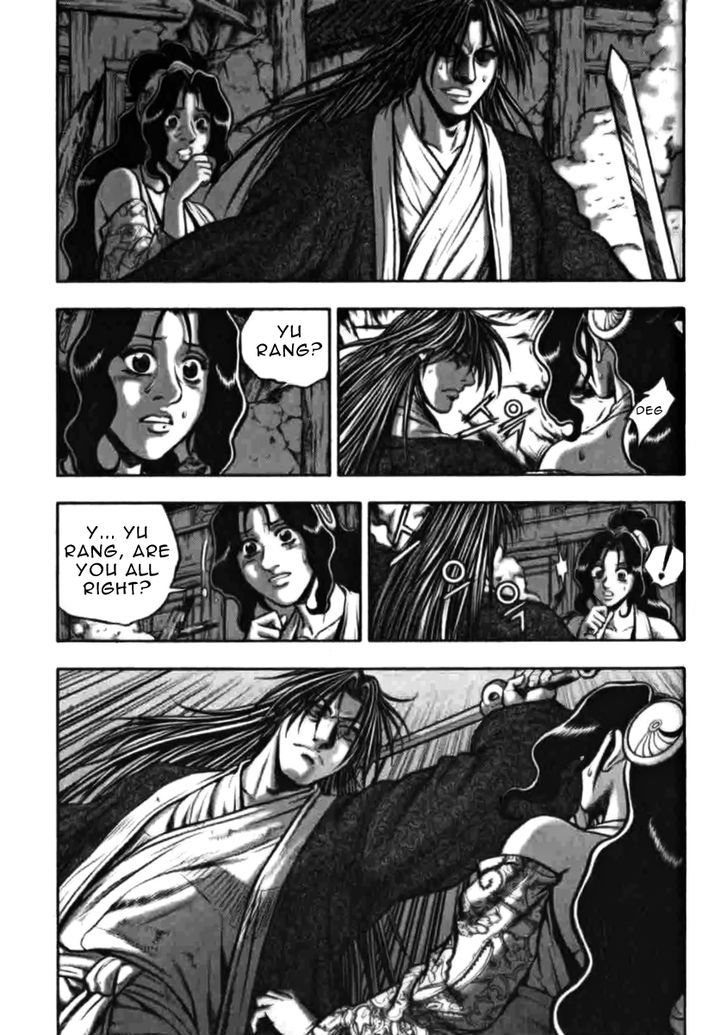 YU
RANG?
DEG
Y... YU
RANG, ARE
YOU ALL
RIGHT?
!